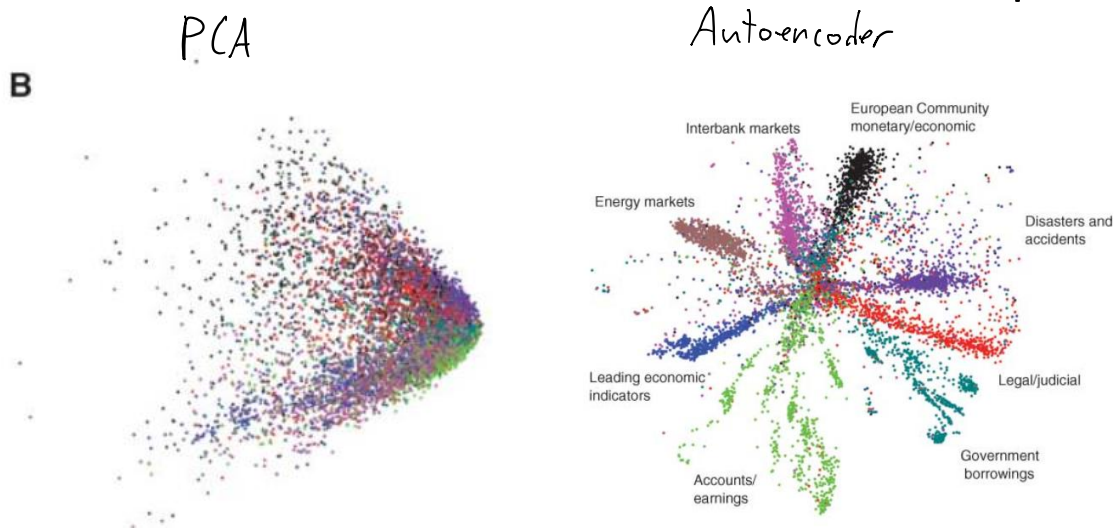 PCA
Autoencoder
B
European Community
monetary/economic
Interbank markets
Energy markets
Disasters and
accidents
Leading economic
indicators
Legal/judicial
Government
borrowings
Accounts/
earnings